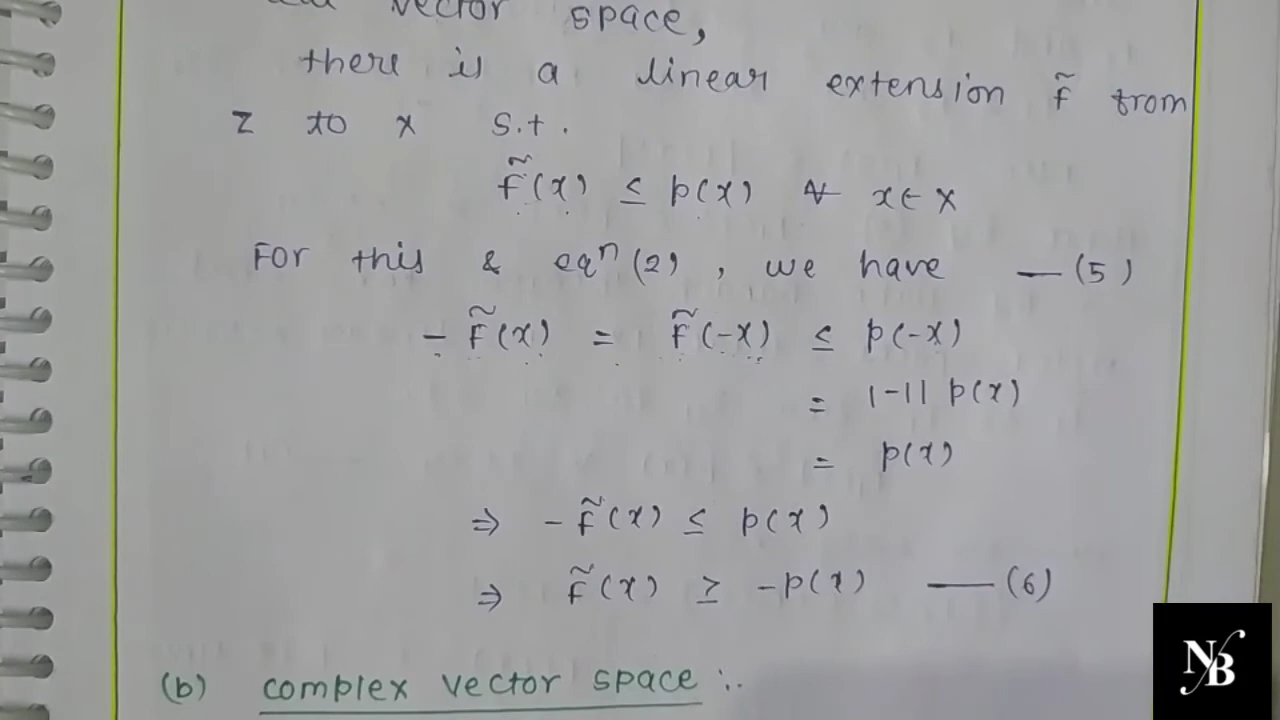 vector space,
there is a linear extension f̃ from
Z to X s.t.
f̃(x) ≤ p(x) ∀ x∈X
For this & eqⁿ(2), we have —(5)
- f̃(x) = f̃(-x) ≤ p(-x)
= |-1| p(x)
= p(x)
⇒ - f̃(x) ≤ p(x)
⇒ f̃(x) ≥ -p(x) —(6)
(b) complex vector space :.
NB